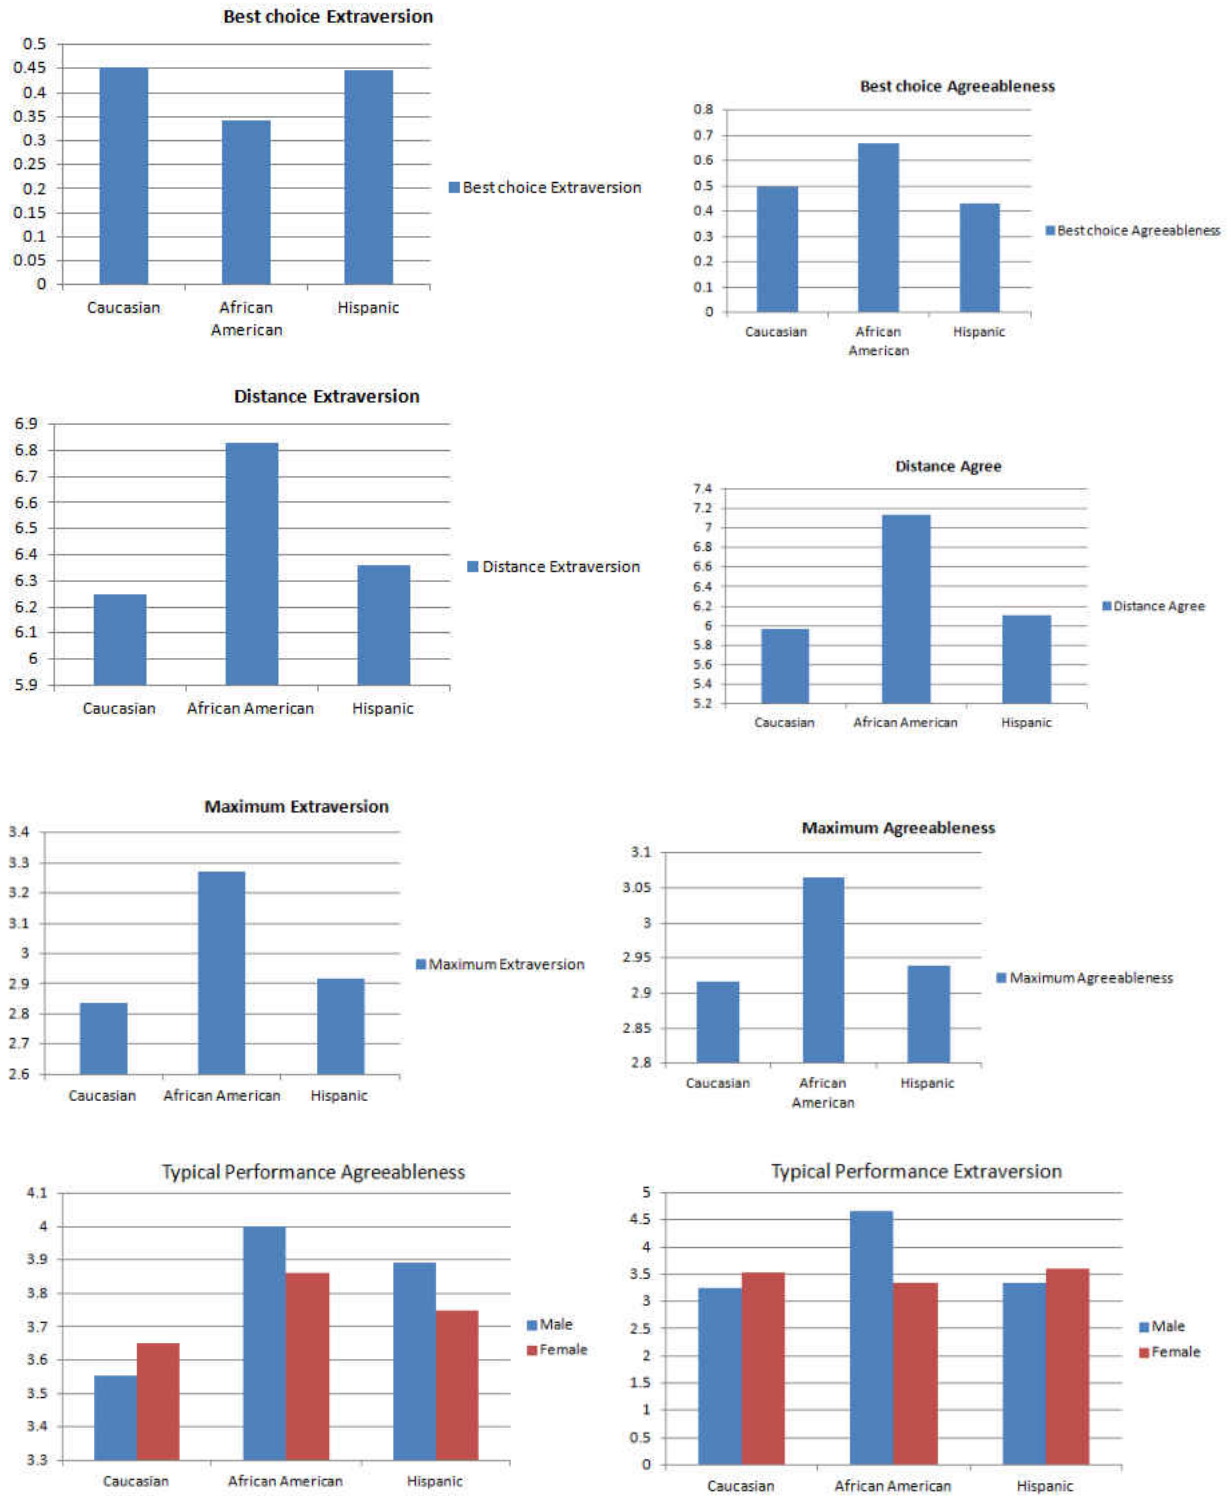 Best choice Extraversion
0.5
0.45
0.4
0.35
0.3
0.25
0.2
0.15
0.1
0.05
0
Caucasian African Hispanic
American
Best choice Extraversion
Best choice Agreeableness
0.8
0.7
0.6
0.5
0.4
0.3
0.2
0.1
0
Caucasian African Hispanic
American
Best choice Agreeableness
Distance Extraversion
6.9
6.8
6.7
6.6
6.5
6.4
6.3
6.2
6.1
6
5.9
Caucasian African American Hispanic
Distance Extraversion
Distance Agree
7.4
7.2
7
6.8
6.6
6.4
6.2
6
5.8
5.6
5.4
5.2
Caucasian African American Hispanic
Distance Agree
Maximum Extraversion
3.4
3.3
3.2
3.1
3
2.9
2.8
2.7
2.6
Caucasian African American Hispanic
Maximum Extraversion
Maximum Agreeableness
3.1
3.05
3
2.95
2.9
2.85
2.8
Caucasian African Hispanic
American
Maximum Agreeableness
Typical Performance Agreeableness
4.1
4
3.9
3.8
3.7
3.6
3.5
3.4
3.3
Caucasian African American Hispanic
Male
Female
Typical Performance Extraversion
5
4.5
4
3.5
3
2.5
2
1.5
1
0.5
0
Caucasian African American Hispanic
Male
Female